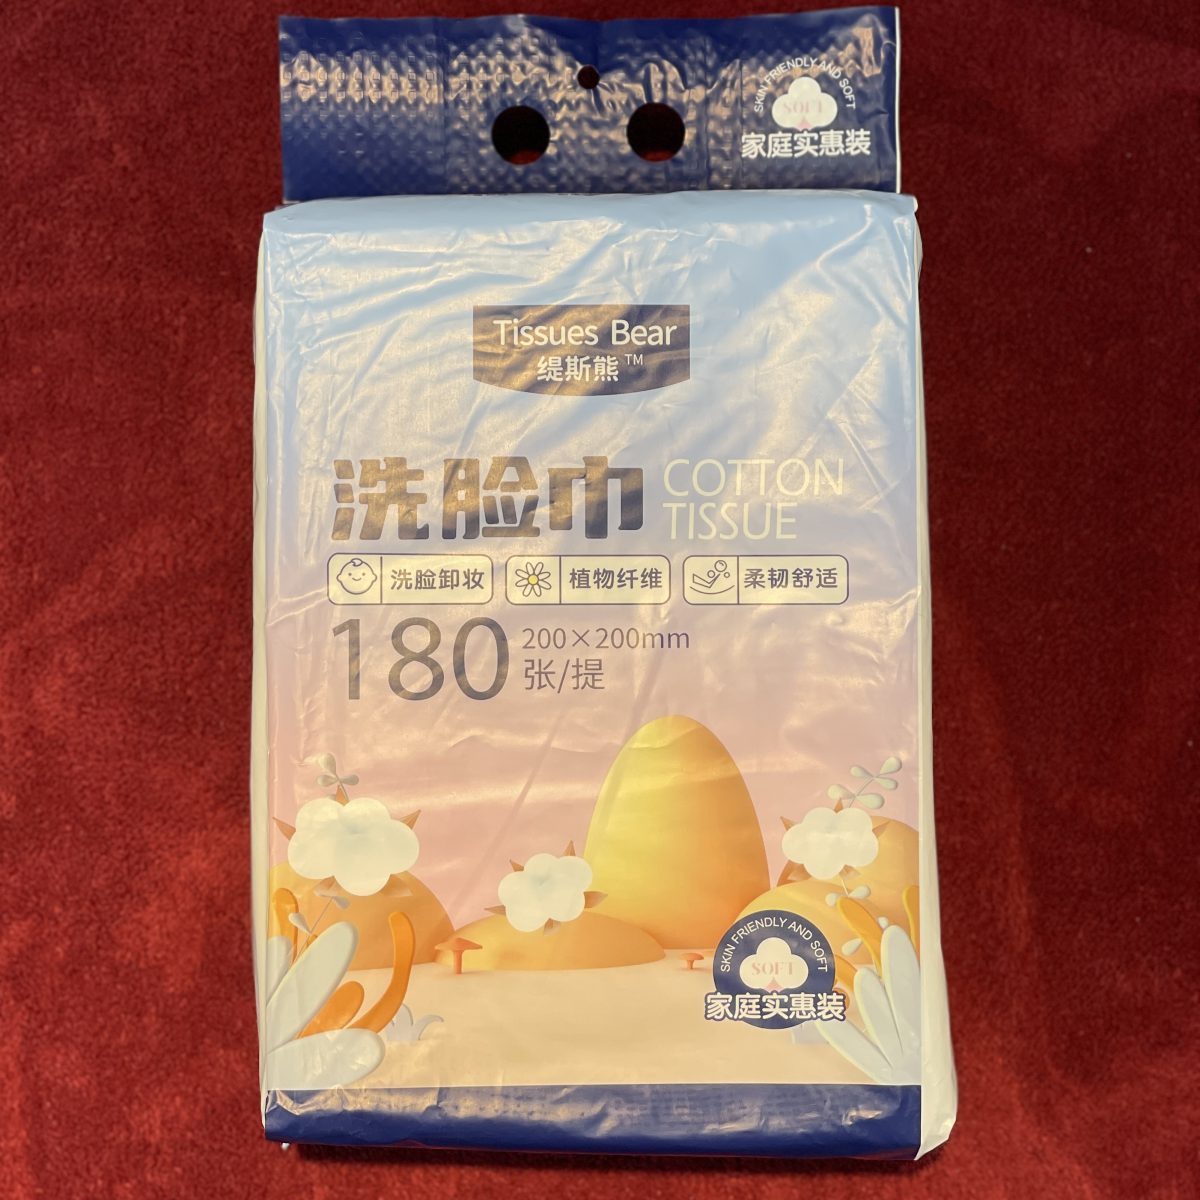 SKIN FRIENDLY AND SOFT
SOFT
家庭实惠装
Tissues Bear
缇斯熊™
洗脸巾
COTTON
TISSUE
洗脸卸妆
植物纤维
柔韧舒适
180
200×200mm
张/提
SKIN FRIENDLY AND SOFT
SOFT
家庭实惠装